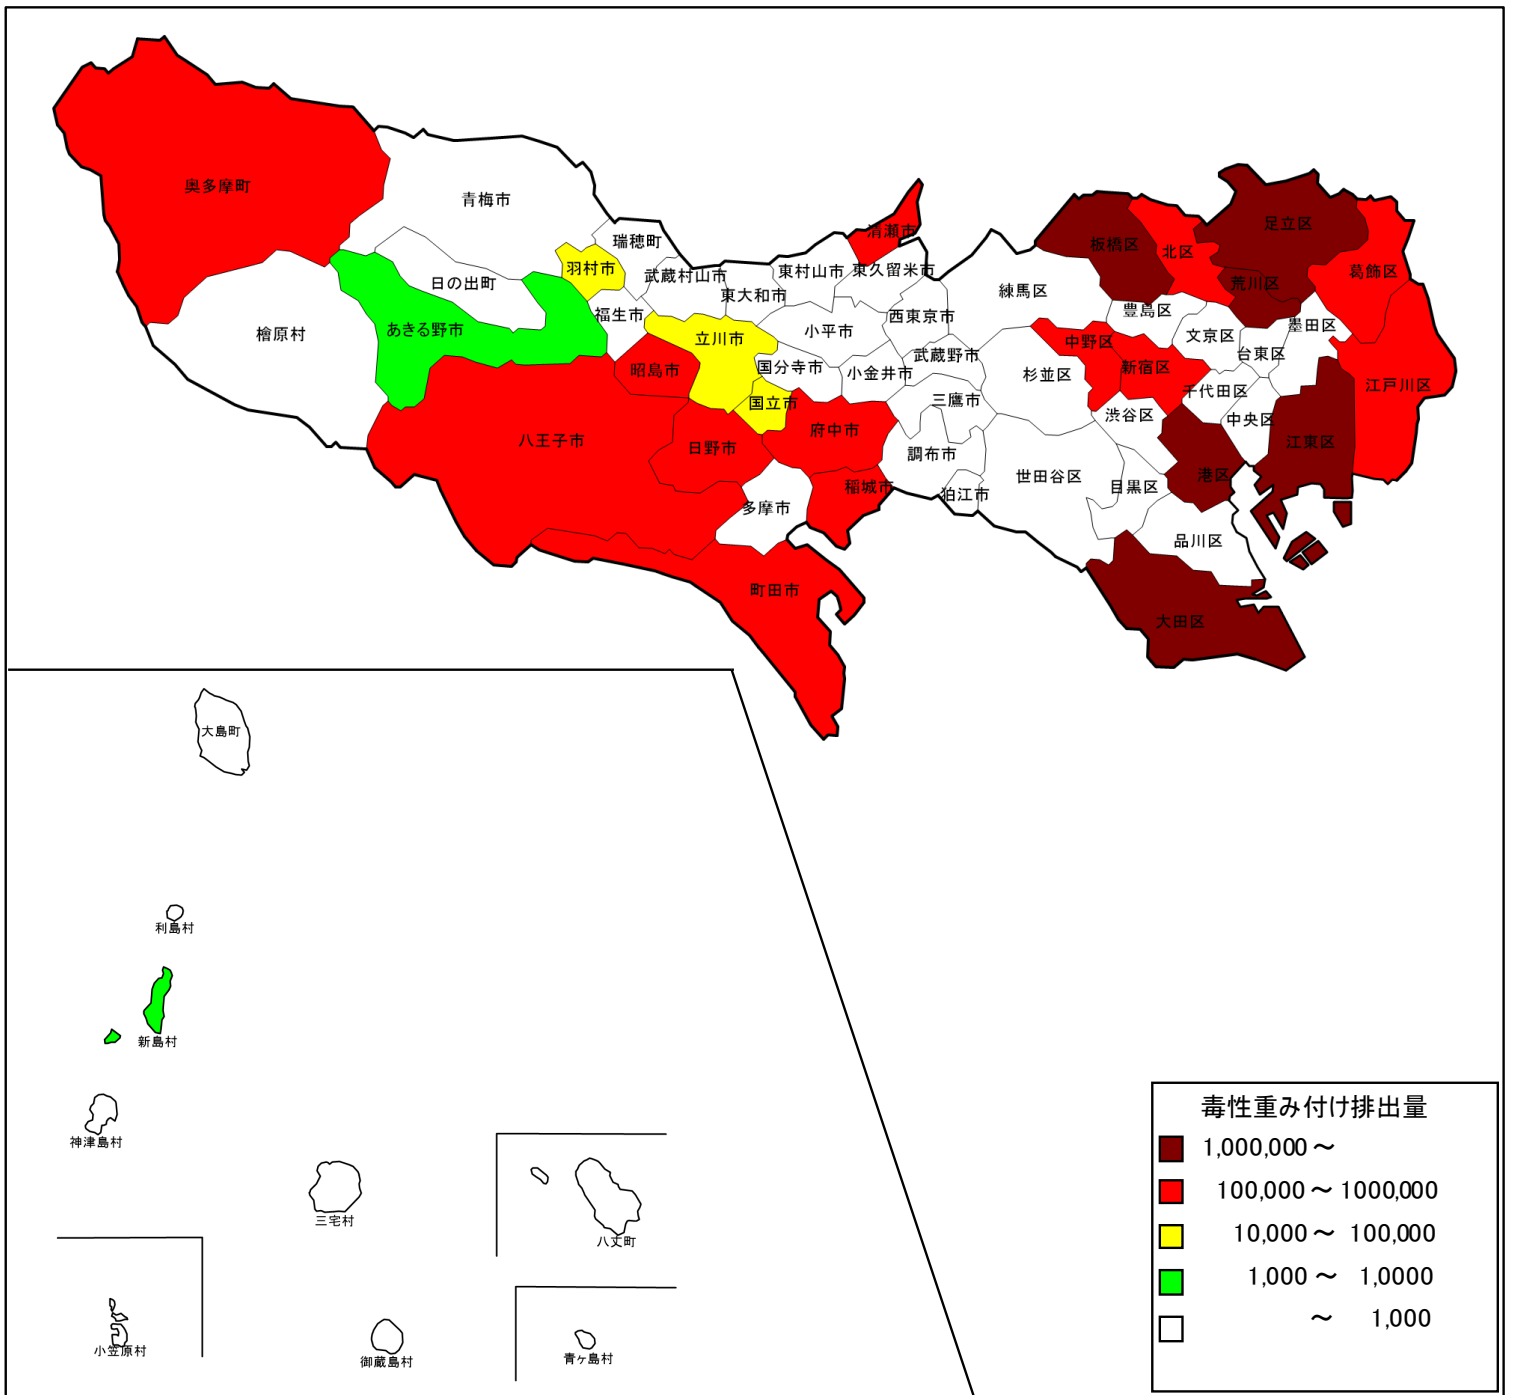 奥多摩町
青梅市
檜原村
日の出町
あきる野市
羽村市
瑞穂町
武蔵村山市
福生市
東大和市
東村山市
清瀬市
東久留米市
立川市
昭島市
国分寺市
国立市
小平市
小金井市
西東京市
武蔵野市
三鷹市
八王子市
日野市
府中市
調布市
狛江市
稲城市
多摩市
町田市
練馬区
板橋区
北区
足立区
荒川区
葛飾区
豊島区
文京区
台東区
墨田区
中野区
新宿区
杉並区
千代田区
渋谷区
中央区
江東区
江戸川区
世田谷区
目黒区
港区
品川区
大田区
大島町
利島村
新島村
神津島村
三宅村
八丈町
小笠原村
御蔵島村
青ヶ島村
毒性重み付け排出量
1,000,000～
100,000～1000,000
10,000～ 100,000
1,000～ 1,0000
～ 1,000